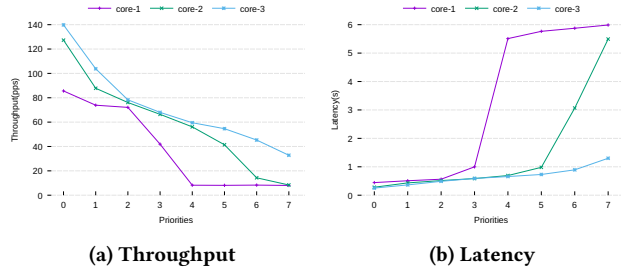 core-1 core-2 core-3
140
120
100
80
60
40
20
0
Throughput(pps)
0 1 2 3 4 5 6 7
Priorities
(a) Throughput
core-1 core-2 core-3
6
5
4
3
2
1
0
Latency(s)
0 1 2 3 4 5 6 7
Priorities
(b) Latency